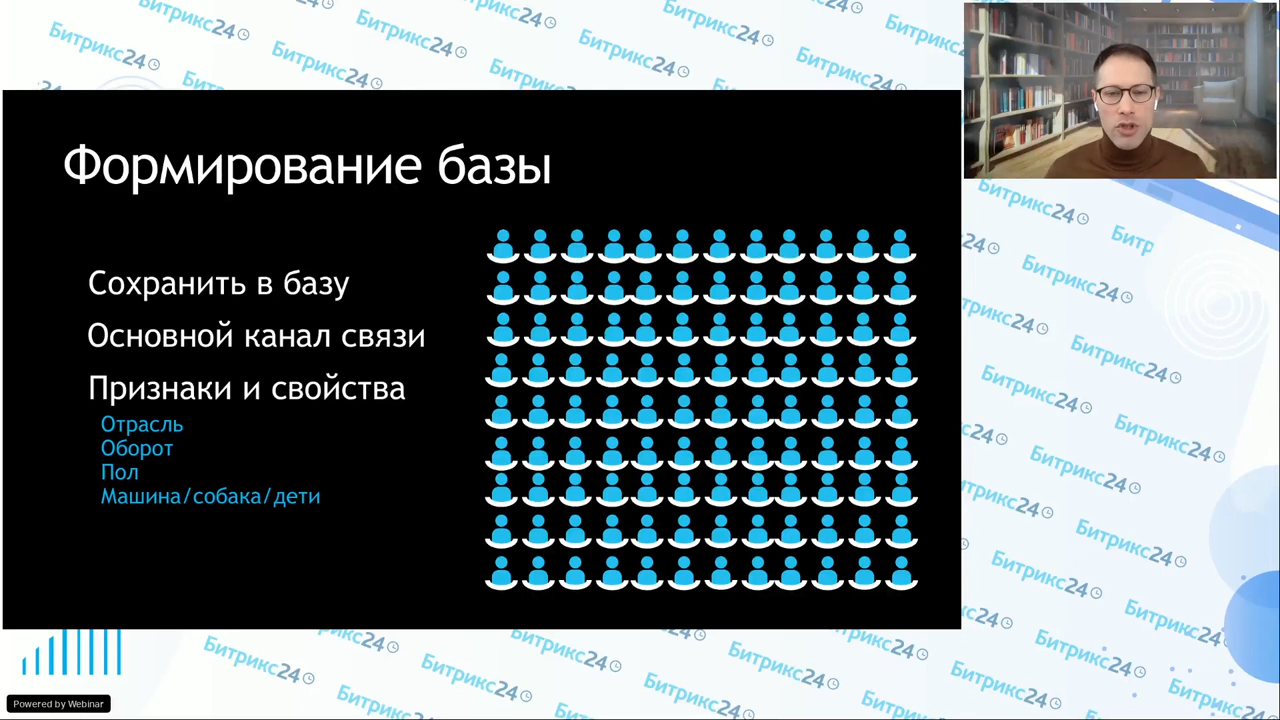 Формирование базы
Сохранить в базу
Основной канал связи
Признаки и свойства
Отрасль
Оборот
Пол
Машина/собака/дети
Битрикс24
Powered by Webinar